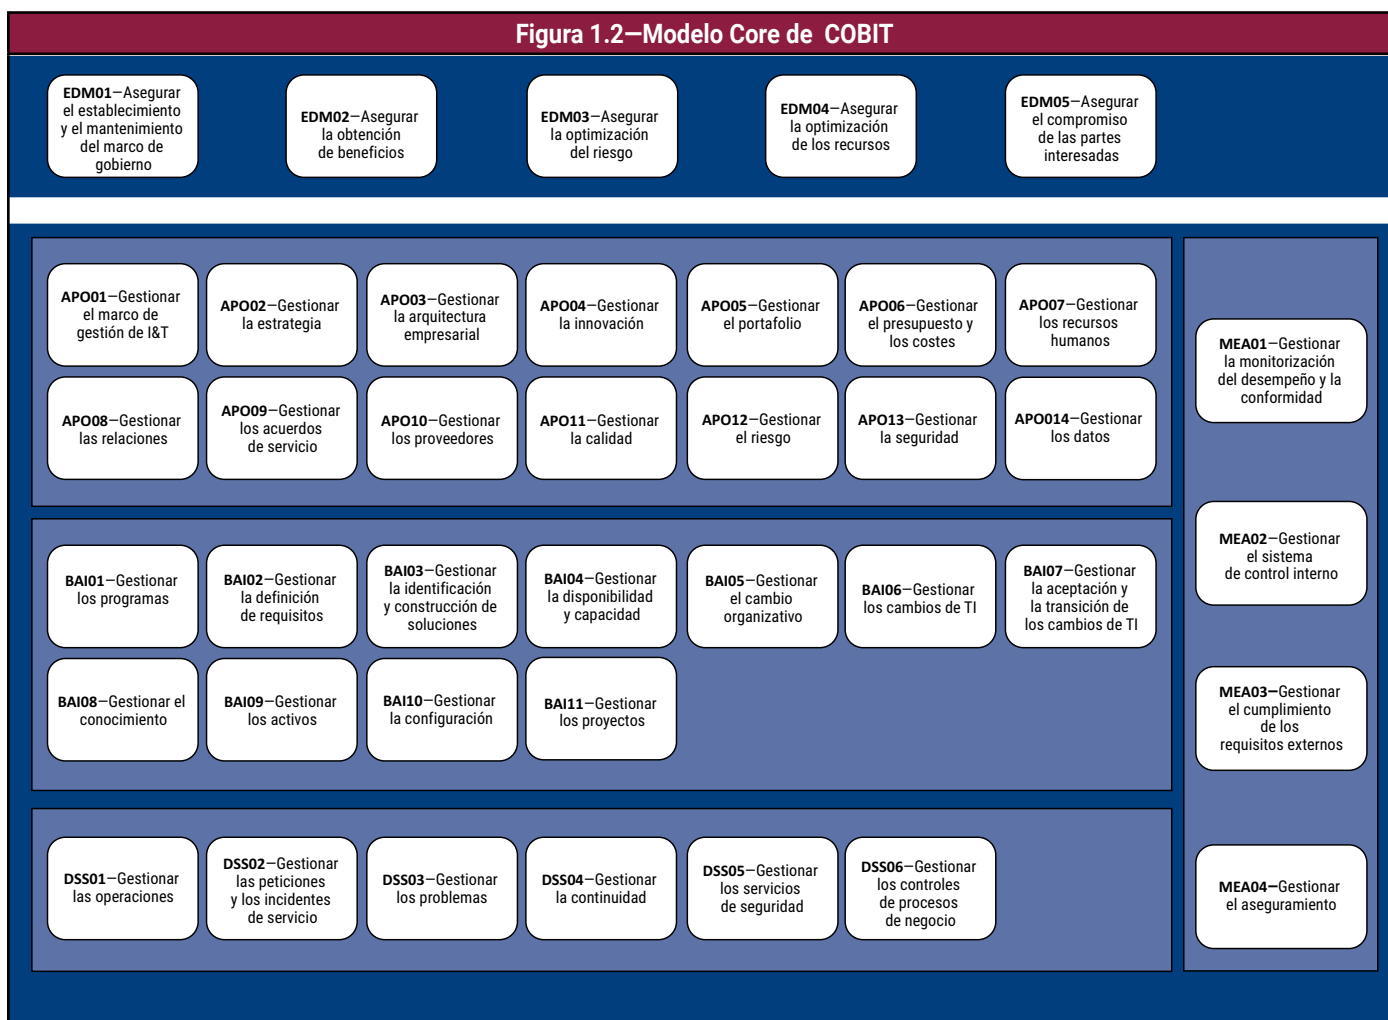 Figura 1.2—Modelo Core de COBIT
EDM01—Asegurar
el establecimiento
y el mantenimiento
del marco de
gobierno
EDM02—Asegurar
la obtención
de beneficios
EDM03—Asegurar
la optimización
del riesgo
EDM04—Asegurar
la optimización
de los recursos
EDM05—Asegurar
el compromiso
de las partes
interesadas
APO01—Gestionar
el marco de
gestión de I&T
APO02—Gestionar
la estrategia
APO03—Gestionar
la arquitectura
empresarial
APO04—Gestionar
la innovación
APO05—Gestionar
el portafolio
APO06—Gestionar
el presupuesto y
los costes
APO07—Gestionar
los recursos
humanos
APO08—Gestionar
las relaciones
APO09—Gestionar
los acuerdos
de servicio
APO10—Gestionar
los proveedores
APO11—Gestionar
la calidad
APO12—Gestionar
el riesgo
APO13—Gestionar
la seguridad
APO014—Gestionar
los datos
BAI01—Gestionar
los programas
BAI02—Gestionar
la definición
de requisitos
BAI03—Gestionar
la identificación
y construcción de
soluciones
BAI04—Gestionar
la disponibilidad
y capacidad
BAI05—Gestionar
el cambio
organizativo
BAI06—Gestionar
los cambios de TI
BAI07—Gestionar
la aceptación y
la transición de
los cambios de TI
BAI08—Gestionar el
conocimiento
BAI09—Gestionar
los activos
BAI10—Gestionar
la configuración
BAI11—Gestionar
los proyectos
DSS01—Gestionar
las operaciones
DSS02—Gestionar
las peticiones
y los incidentes
de servicio
DSS03—Gestionar
los problemas
DSS04—Gestionar
la continuidad
DSS05—Gestionar
los servicios
de seguridad
DSS06—Gestionar
los controles
de procesos
de negocio
MEA01—Gestionar
la monitorización
del desempeño y la
conformidad
MEA02—Gestionar
el sistema
de control interno
MEA03—Gestionar
el cumplimiento
de los
requisitos externos
MEA04—Gestionar
el aseguramiento